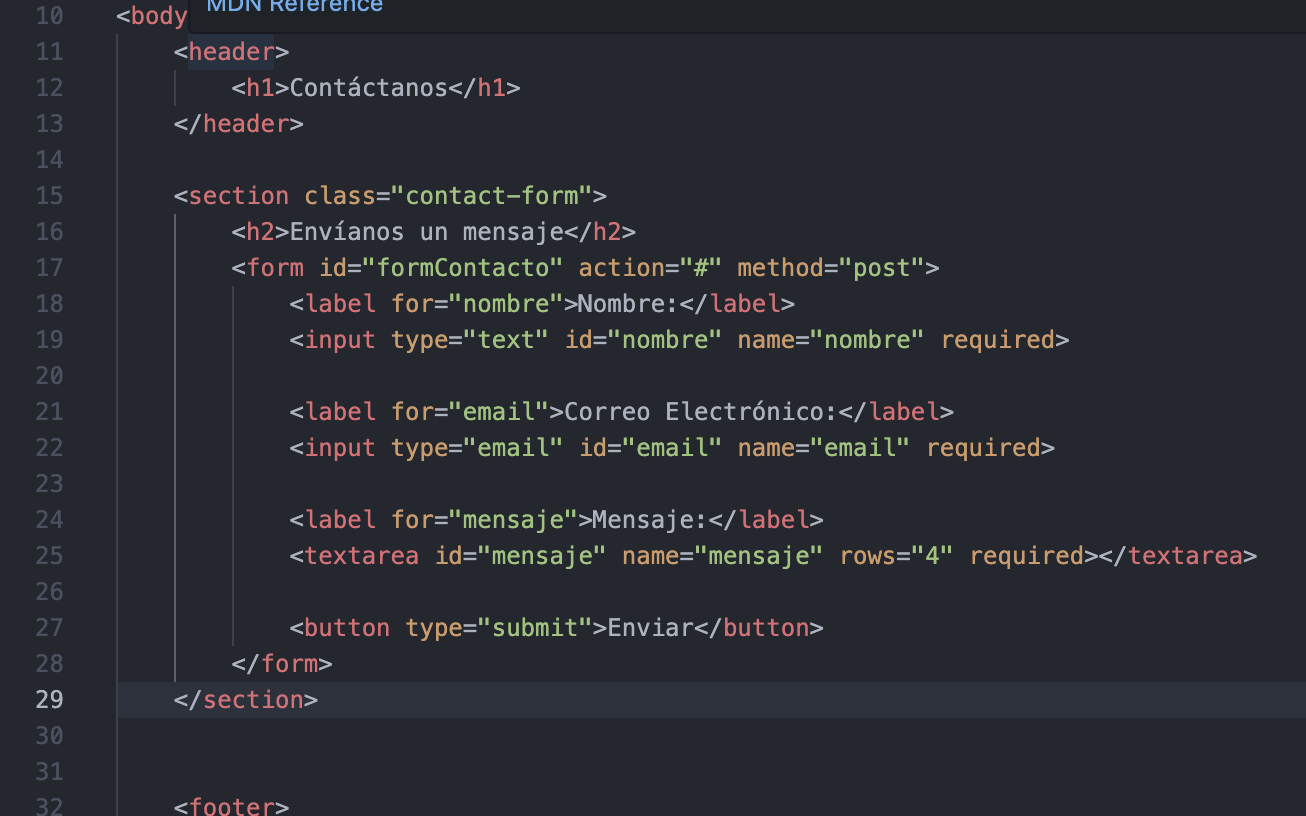 MDN Reference
10 <body
11 <header>
12 <h1>Contáctanos</h1>
13 </header>
14
15 <section class="contact-form">
16 <h2>Envíanos un mensaje</h2>
17 <form id="formContacto" action="#" method="post">
18 <label for="nombre">Nombre:</label>
19 <input type="text" id="nombre" name="nombre" required>
20
21 <label for="email">Correo Electrónico:</label>
22 <input type="email" id="email" name="email" required>
23
24 <label for="mensaje">Mensaje:</label>
25 <textarea id="mensaje" name="mensaje" rows="4" required></textarea>
26
27 <button type="submit">Enviar</button>
28 </form>
29 </section>
30
31
32 <footer>